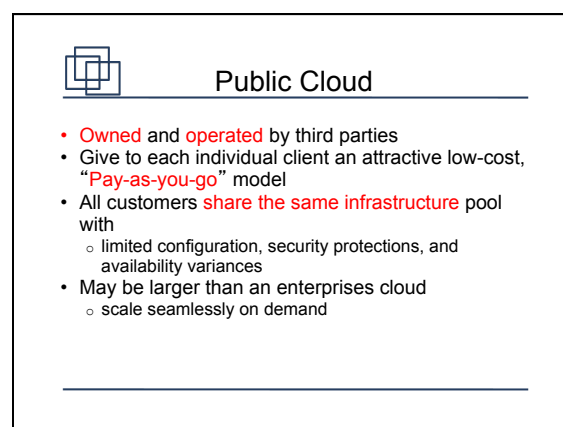 Public Cloud
• Owned and operated by third parties
• Give to each individual client an attractive low-cost,
“Pay-as-you-go” model
• All customers share the same infrastructure pool
with
o limited configuration, security protections, and
availability variances
• May be larger than an enterprises cloud
o scale seamlessly on demand